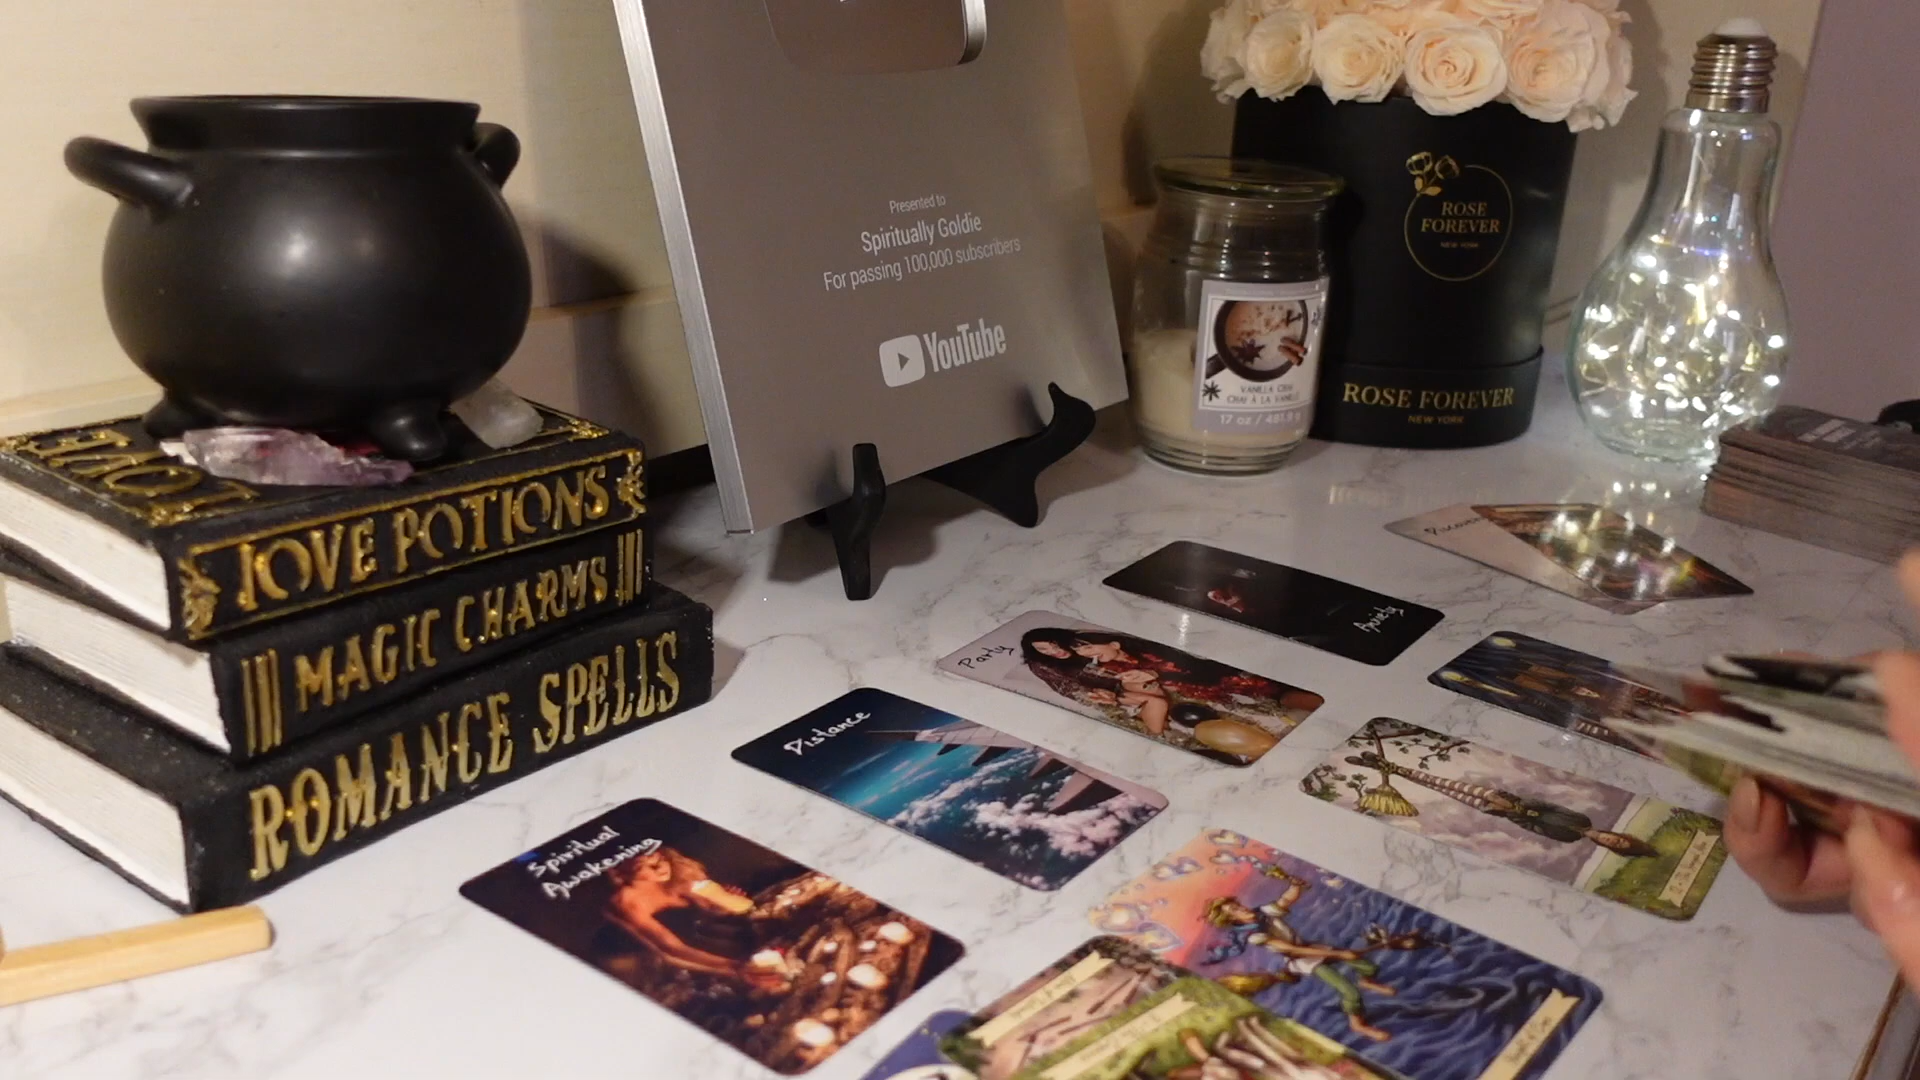 LOVE
LOVE POTIONS
MAGIC CHARMS
ROMANCE SPELLS
Presented to
Spiritually Goldie
For passing 100,000 subscribers
YouTube
VANILLA CHAI
CHAI À LA VANILLE
17 oz / 481.9 g
ROSE
FOREVER
NEW YORK
ROSE FOREVER
NEW YORK
Anxiety
Party
Distance
Spiritual
Awakening